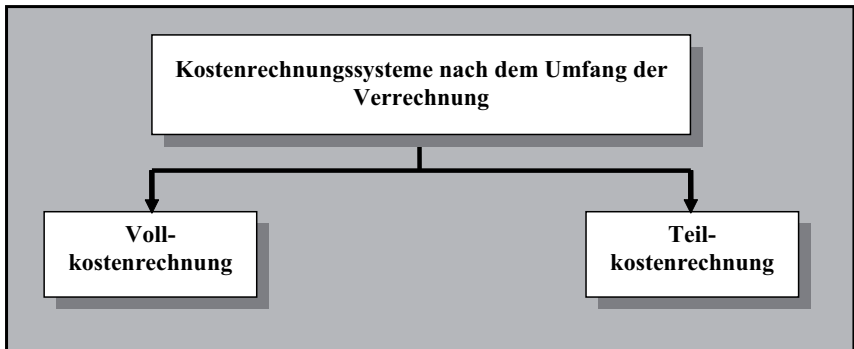 Kostenrechnungssysteme nach dem Umfang der
Verrechnung
Voll-
kostenrechnung
Teil-
kostenrechnung